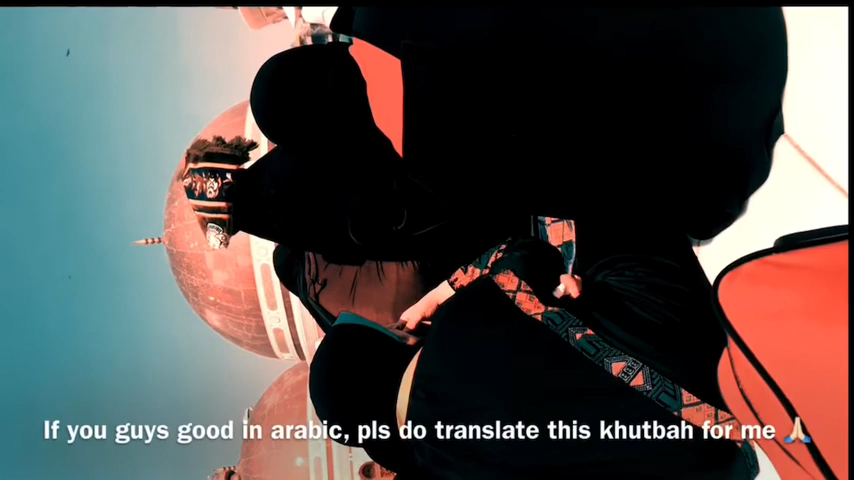 If you guys good in arabic, pls do translate this khutbah for me 🙏🏻